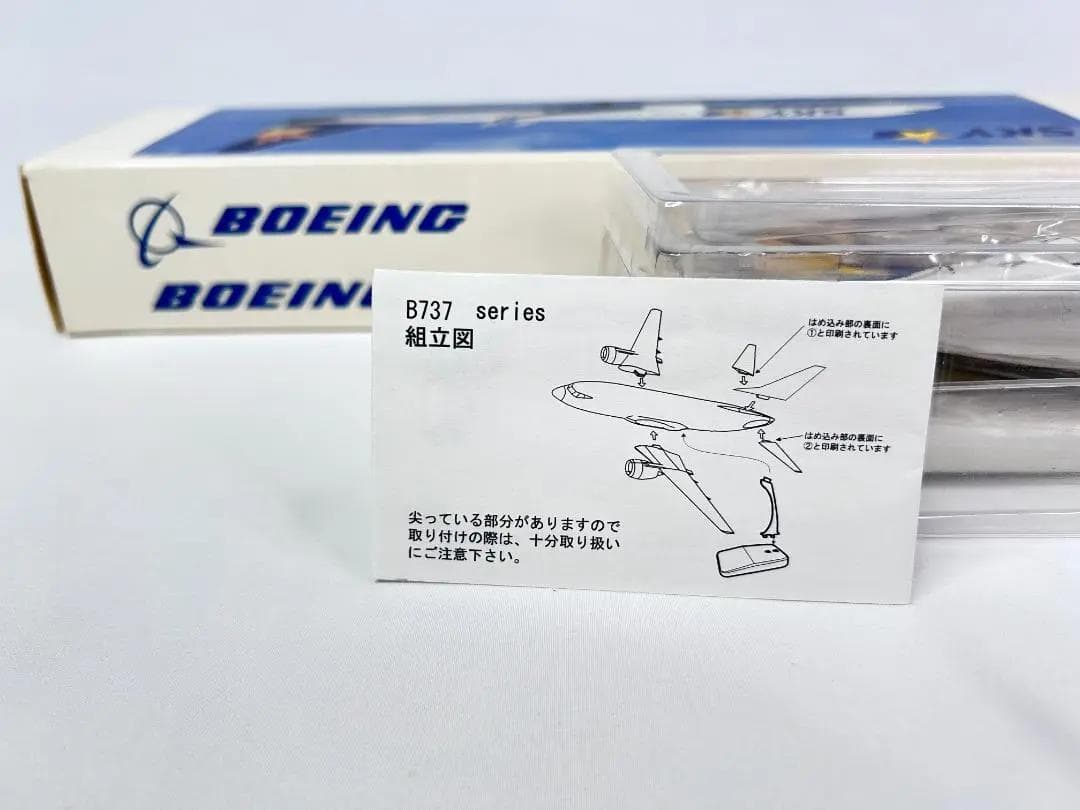 SKY
SKY
BOEING
BOEIN
B737 series
組立図
はめ込み部の裏面に
①と印刷されています
はめ込み部の裏面に
②と印刷されています
尖っている部分がありますので
取り付けの際は、十分取り扱い
にご注意下さい。